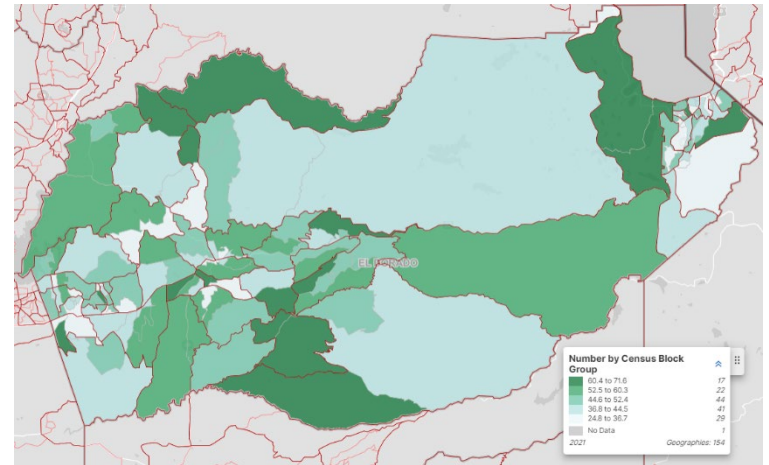 EL DORADO
Number by Census Block
Group
60.4 to 71.6 17
52.5 to 60.3 22
44.6 to 52.4 44
36.8 to 44.5 41
24.8 to 36.7 29
No Data 1
2021 Geographies: 154